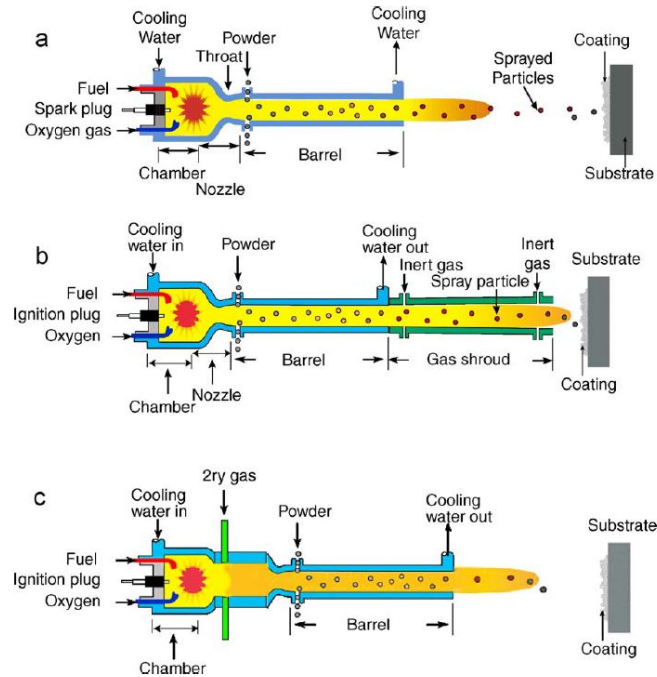 a
Cooling
Water
Throat
Powder
Cooling
Water
Coating
Fuel
Spark plug
Oxygen gas
Sprayed
Particles
Chamber
Nozzle
Barrel
Substrate
b
Cooling
water in
Powder
Cooling
water out
Inert gas
Inert
gas
Spray particle
Substrate
Fuel
Ignition plug
Oxygen
Chamber
Nozzle
Barrel
Gas shroud
Coating
c
Cooling
water in
2ry gas
Powder
Cooling
water out
Substrate
Fuel
Ignition plug
Oxygen
Chamber
Barrel
Coating